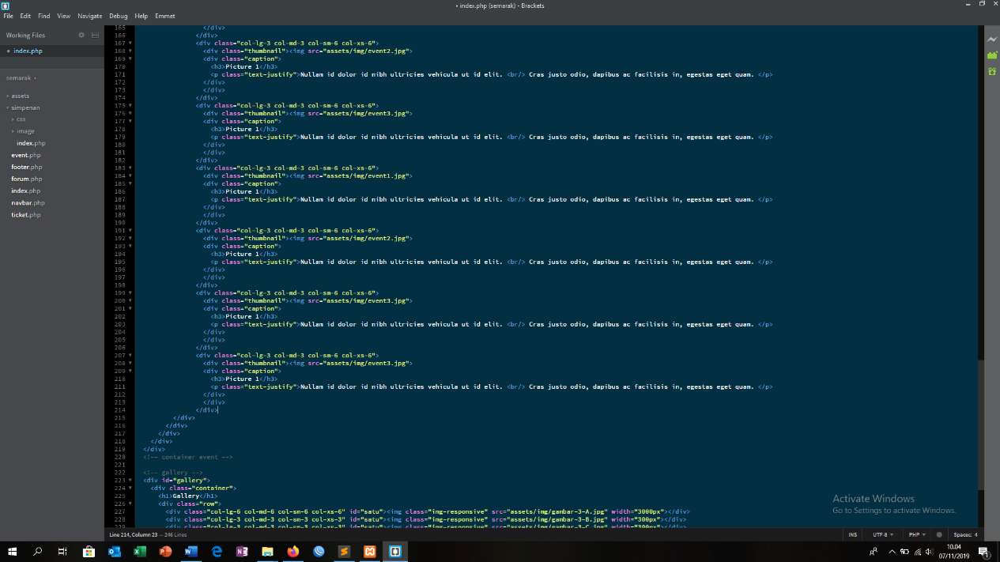 • index.php (semarak) - Brackets
File Edit Find View Navigate Debug Help Emmet
Working Files
• index.php
semarak
assets
simpenan
css
image
index.php
event.php
footer.php
forum.php
index.php
navbar.php
ticket.php
165 </div>
166 </div>
167 <div class="col-lg-3 col-md-3 col-sm-6 col-xs-6">
168 <div class="thumbnail"><img src="assets/img/event2.jpg">
169 <div class="caption">
170 <h3>Picture 1</h3>
171 <p class="text-justify">Nullam id dolor id nibh ultricies vehicula ut id elit. <br/> Cras justo odio, dapibus ac facilisis in, egestas eget quam. </p>
172 </div>
173 </div>
174 </div>
175 <div class="col-lg-3 col-md-3 col-sm-6 col-xs-6">
176 <div class="thumbnail"><img src="assets/img/event3.jpg">
177 <div class="caption">
178 <h3>Picture 1</h3>
179 <p class="text-justify">Nullam id dolor id nibh ultricies vehicula ut id elit. <br/> Cras justo odio, dapibus ac facilisis in, egestas eget quam. </p>
180 </div>
181 </div>
182 </div>
183 <div class="col-lg-3 col-md-3 col-sm-6 col-xs-6">
184 <div class="thumbnail"><img src="assets/img/event1.jpg">
185 <div class="caption">
186 <h3>Picture 1</h3>
187 <p class="text-justify">Nullam id dolor id nibh ultricies vehicula ut id elit. <br/> Cras justo odio, dapibus ac facilisis in, egestas eget quam. </p>
188 </div>
189 </div>
190 </div>
191 <div class="col-lg-3 col-md-3 col-sm-6 col-xs-6">
192 <div class="thumbnail"><img src="assets/img/event2.jpg">
193 <div class="caption">
194 <h3>Picture 1</h3>
195 <p class="text-justify">Nullam id dolor id nibh ultricies vehicula ut id elit. <br/> Cras justo odio, dapibus ac facilisis in, egestas eget quam. </p>
196 </div>
197 </div>
198 </div>
199 <div class="col-lg-3 col-md-3 col-sm-6 col-xs-6">
200 <div class="thumbnail"><img src="assets/img/event3.jpg">
201 <div class="caption">
202 <h3>Picture 1</h3>
203 <p class="text-justify">Nullam id dolor id nibh ultricies vehicula ut id elit. <br/> Cras justo odio, dapibus ac facilisis in, egestas eget quam. </p>
204 </div>
205 </div>
206 </div>
207 <div class="col-lg-3 col-md-3 col-sm-6 col-xs-6">
208 <div class="thumbnail"><img src="assets/img/event3.jpg">
209 <div class="caption">
210 <h3>Picture 1</h3>
211 <p class="text-justify">Nullam id dolor id nibh ultricies vehicula ut id elit. <br/> Cras justo odio, dapibus ac facilisis in, egestas eget quam. </p>
212 </div>
213 </div>
214 </div>
215 </div>
216 </div>
217 </div>
218 </div>
219 </div>
220 <!-- container event -->
221
222 <!-- gallery -->
223 <div id="gallery">
224 <div class="container">
225 <h1>Gallery</h1>
226 <div class="row">
227 <div class="col-lg-6 col-md-6 col-sm-6 col-xs-6" id="satu"><img class="img-responsive" src="assets/img/gambar-3-A.jpg" width="3000px"></div>
228 <div class="col-lg-3 col-md-3 col-sm-3 col-xs-3" id="satu"><img class="img-responsive" src="assets/img/gambar-3-B.jpg" width="300px"></div>
229 <div class="col-lg-3 col-md-3 col-sm-3 col-xs-3" id="satu"><img class="img-responsive" src="assets/img/gambar-3-C.jpg" width="300px"></div>
Activate Windows
Go to Settings to activate Windows.
Line 214, Column 23 — 246 Lines
INS UTF-8 PHP Spaces: 4
10.04
07/11/2019
1